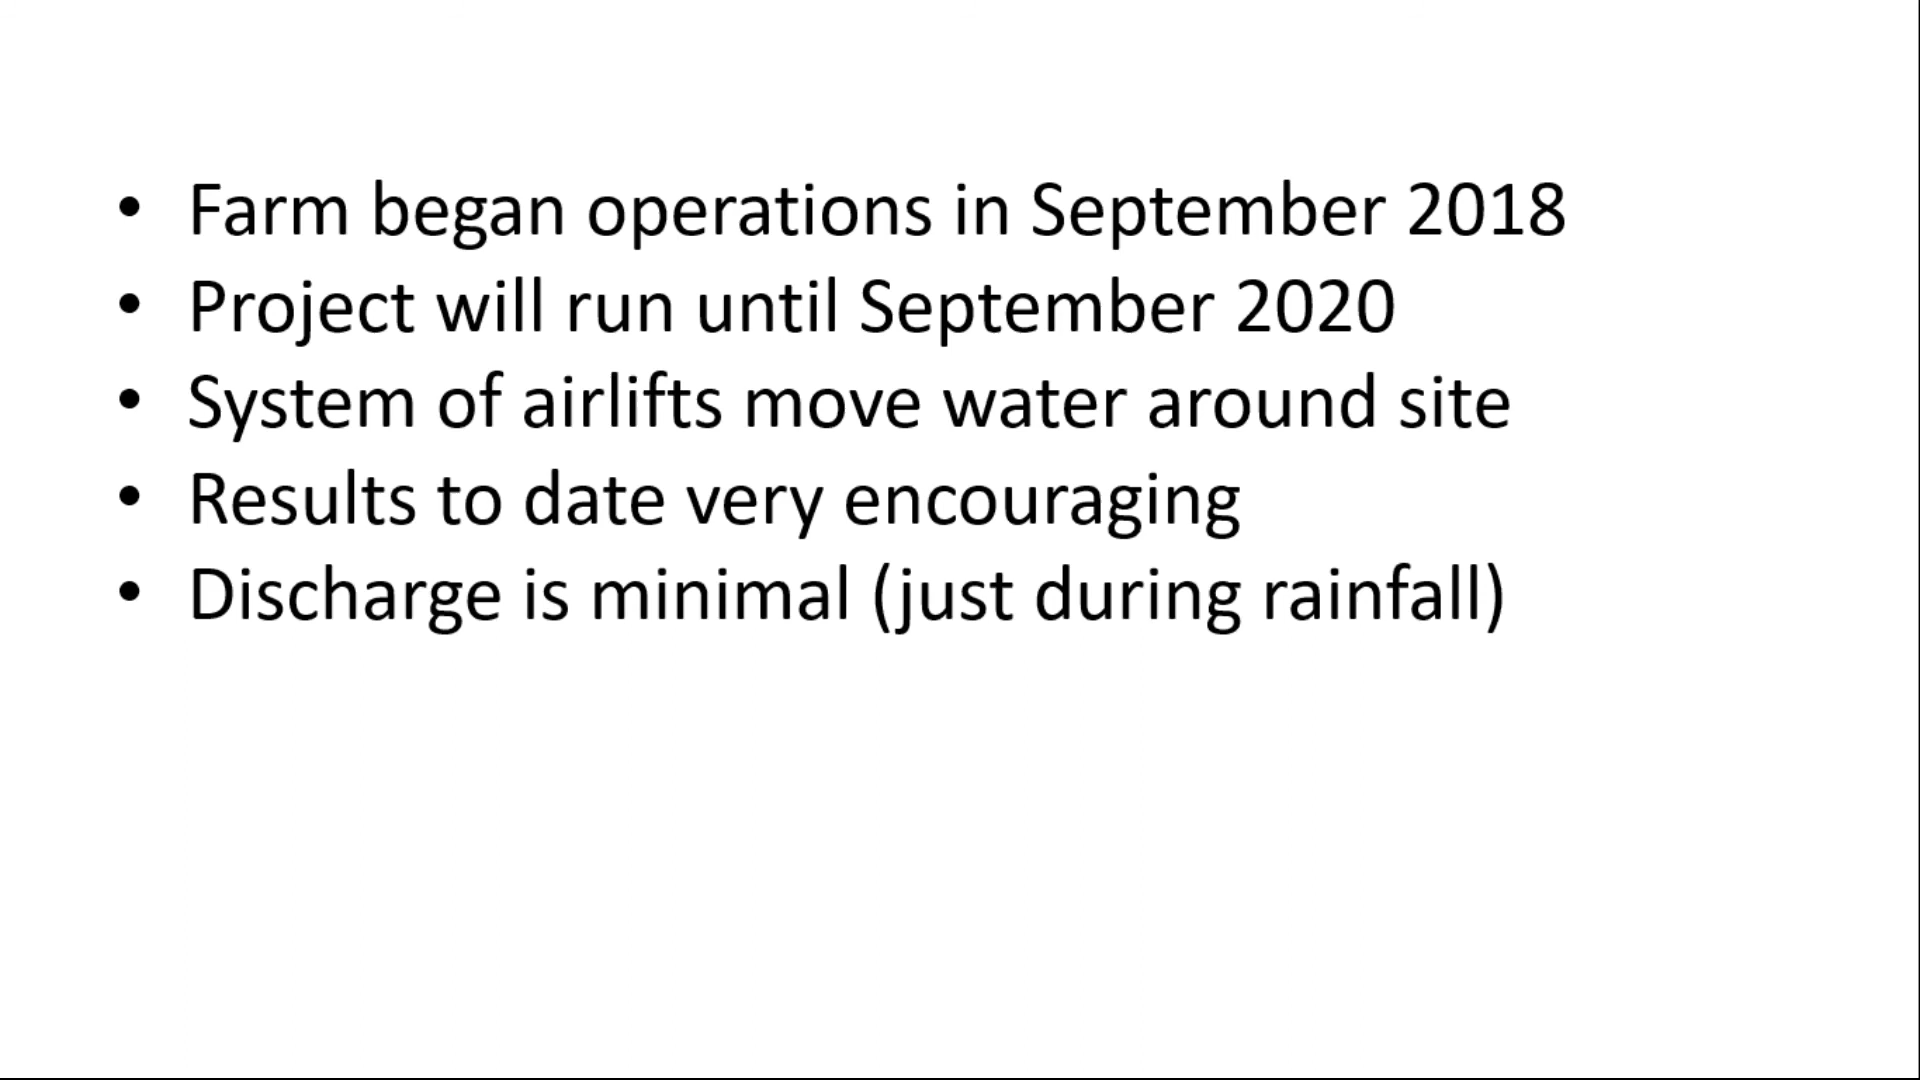 • Farm began operations in September 2018
• Project will run until September 2020
• System of airlifts move water around site
• Results to date very encouraging
• Discharge is minimal (just during rainfall)